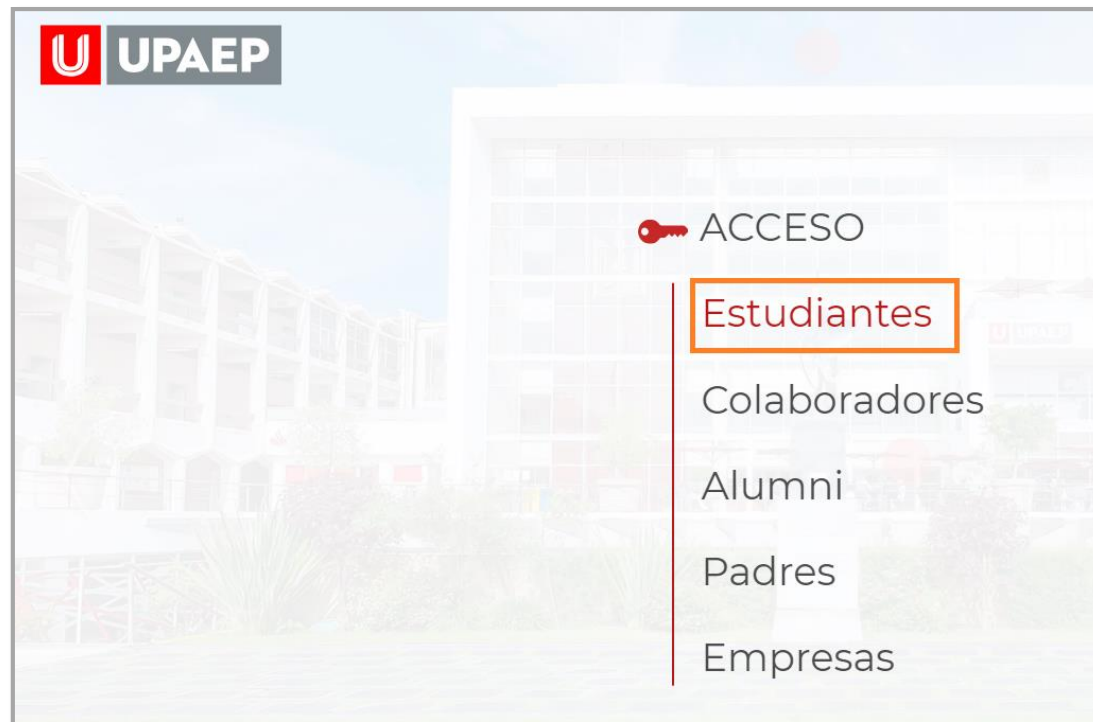 U UPAEP
ACCESO
Estudiantes
Colaboradores
Alumni
Padres
Empresas